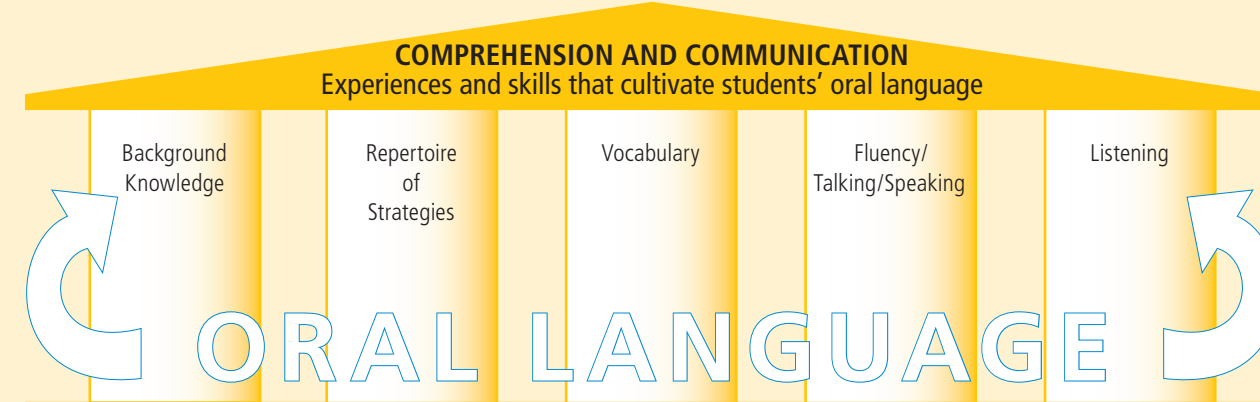 COMPREHENSION AND COMMUNICATION
Experiences and skills that cultivate students’ oral language
Background
Knowledge
Repertoire
of
Strategies
Vocabulary
Fluency/
Talking/Speaking
Listening
ORAL LANGUAGE